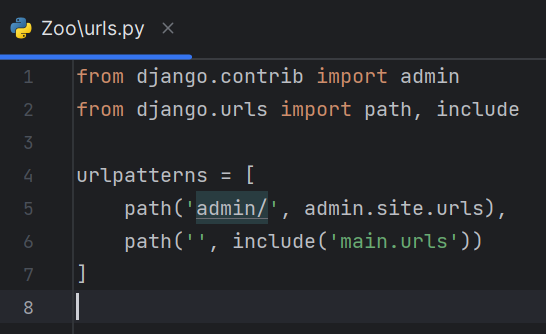 Zoo\urls.py
1 from django.contrib import admin
2 from django.urls import path, include
3
4 urlpatterns = [
5     path('admin/', admin.site.urls),
6     path('', include('main.urls'))
7 ]
8